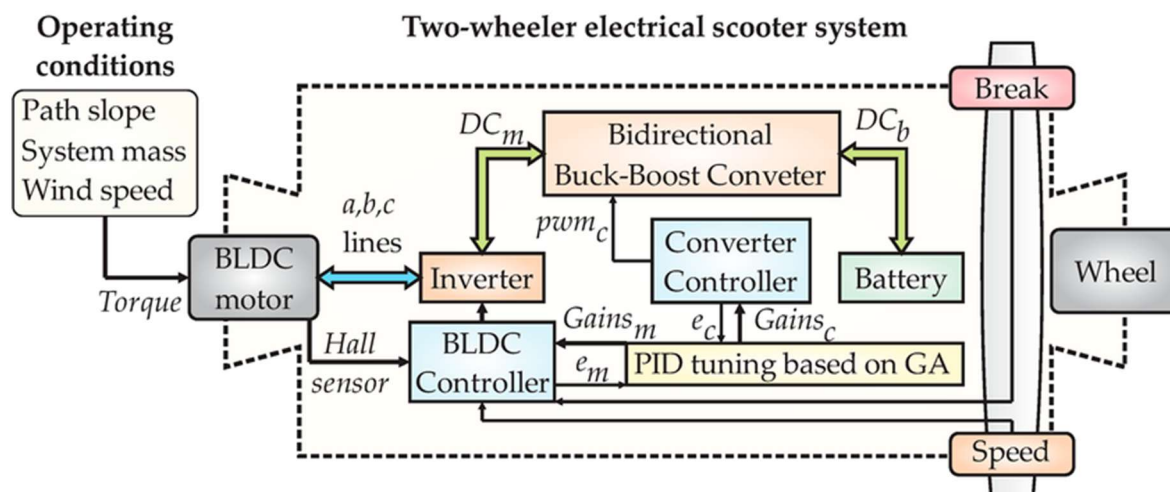 Operating
conditions
Two-wheeler electrical scooter system
Path slope
System mass
Wind speed
Break
DCm
Bidirectional
Buck-Boost Conveter
DCb
a,b,c
lines
pwmc
Converter
Controller
BLDC
motor
Inverter
Battery
Wheel
Torque
Hall
sensor
BLDC
Controller
Gainsm
em
ec
Gainsc
PID tuning based on GA
Speed